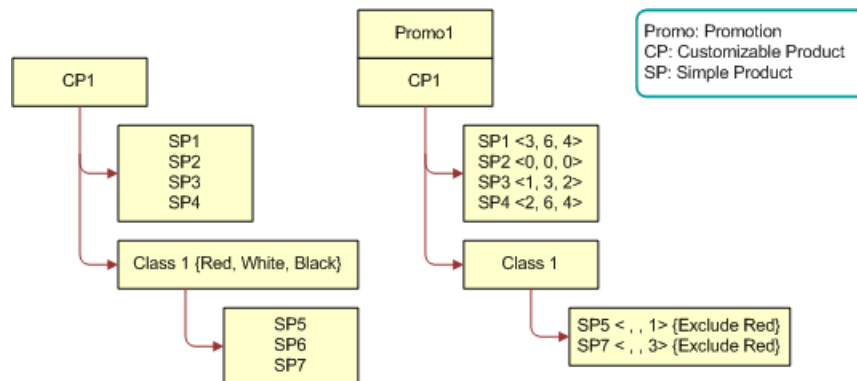 CP1
SP1
SP2
SP3
SP4
Class 1 {Red, White, Black}
SP5
SP6
SP7
Promo1
CP1
SP1 <3, 6, 4>
SP2 <0, 0, 0>
SP3 <1, 3, 2>
SP4 <2, 6, 4>
Class 1
SP5 < , , 1> {Exclude Red}
SP7 < , , 3> {Exclude Red}
Promo: Promotion
CP: Customizable Product
SP: Simple Product